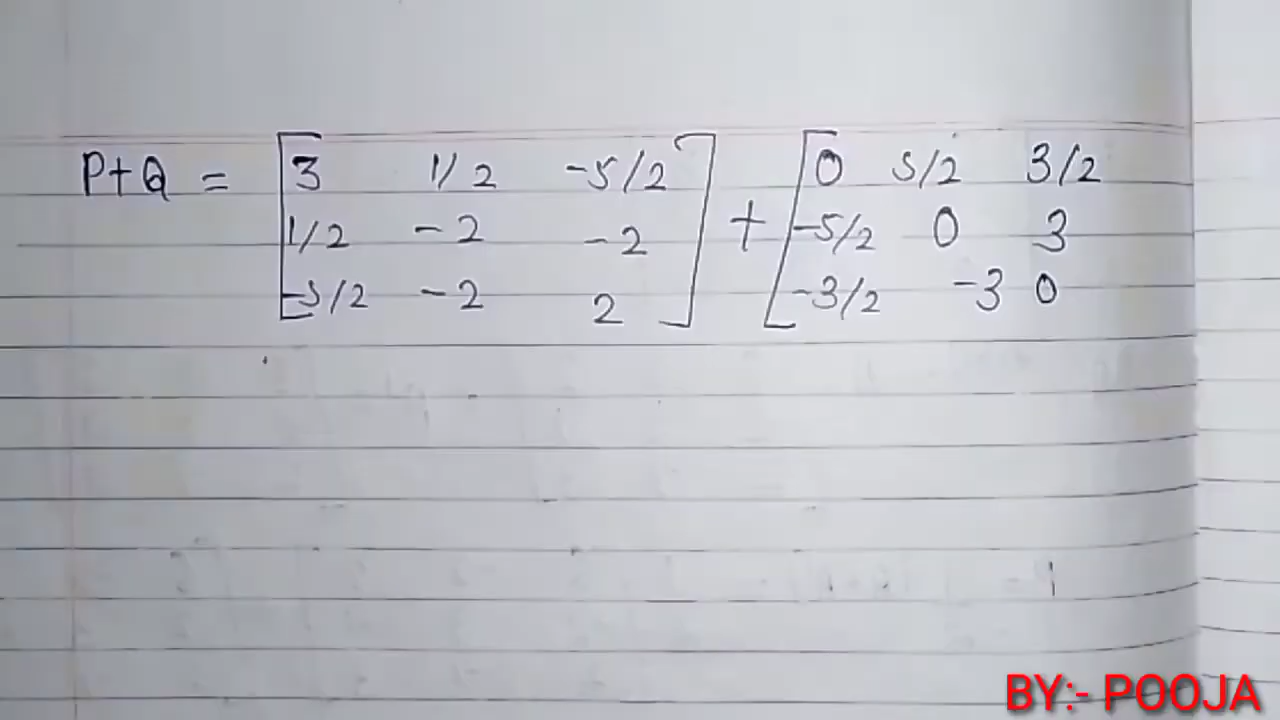 P+Q = [3 1/2 -5/2] + [0 5/2 3/2
1/2 -2 -2 -5/2 0 3
-5/2 -2 2 -3/2 -3 0
BY:- POOJA